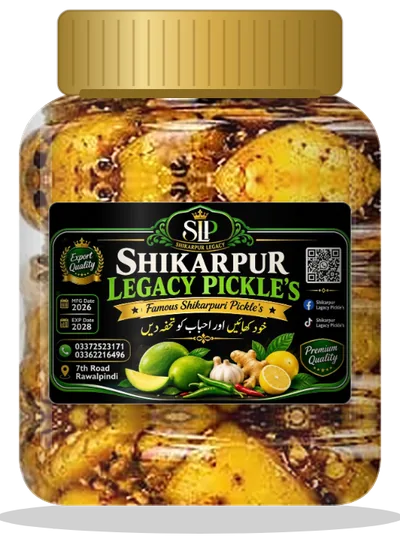 SLP
SHIKARPUR LEGACY
Export
Quality
SHIKARPUR
LEGACY PICKLE'S
Famous Shikarpuri Pickle's
خود کھائیں اور احباب کو تحفہ دیں
MFG Date
2026
EXP Date
2028
03372523171
03362216496
7th Road
Rawalpindi
Shikarpur
Legacy Pickle's
Shikarpur
Legacy Pickle's
Premium
Quality